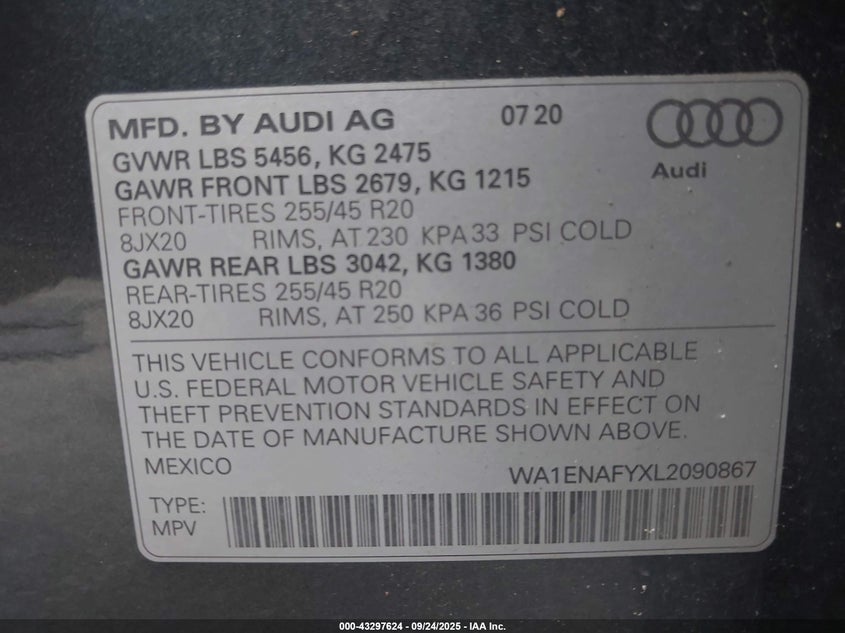 MFD. BY AUDI AG 07 20
GVWR LBS 5456, KG 2475
Audi
GAWR FRONT LBS 2679, KG 1215
FRONT-TIRES 255/45 R20
8JX20 RIMS, AT 230 KPA 33 PSI COLD
GAWR REAR LBS 3042, KG 1380
REAR-TIRES 255/45 R20
8JX20 RIMS, AT 250 KPA 36 PSI COLD
THIS VEHICLE CONFORMS TO ALL APPLICABLE
U.S. FEDERAL MOTOR VEHICLE SAFETY AND
THEFT PREVENTION STANDARDS IN EFFECT ON
THE DATE OF MANUFACTURE SHOWN ABOVE.
MEXICO WA1ENAFYXL2090867
TYPE:
MPV
000-43297624 - 09/24/2025 - IAA Inc.